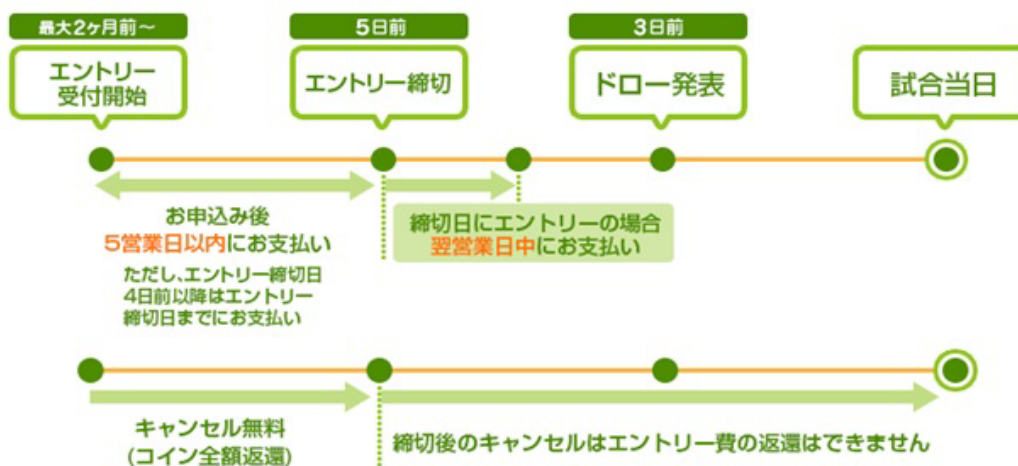 最大2ヶ月前～
5日前
3日前
エントリー
受付開始
エントリー締切
ドロー発表
試合当日
お申込み後
5営業日以内にお支払い
ただし、エントリー締切日
4日前以降はエントリー
締切日までにお支払い
締切日にエントリーの場合
翌営業日中にお支払い
キャンセル無料
(コイン全額返還)
締切後のキャンセルはエントリー費の返還はできません